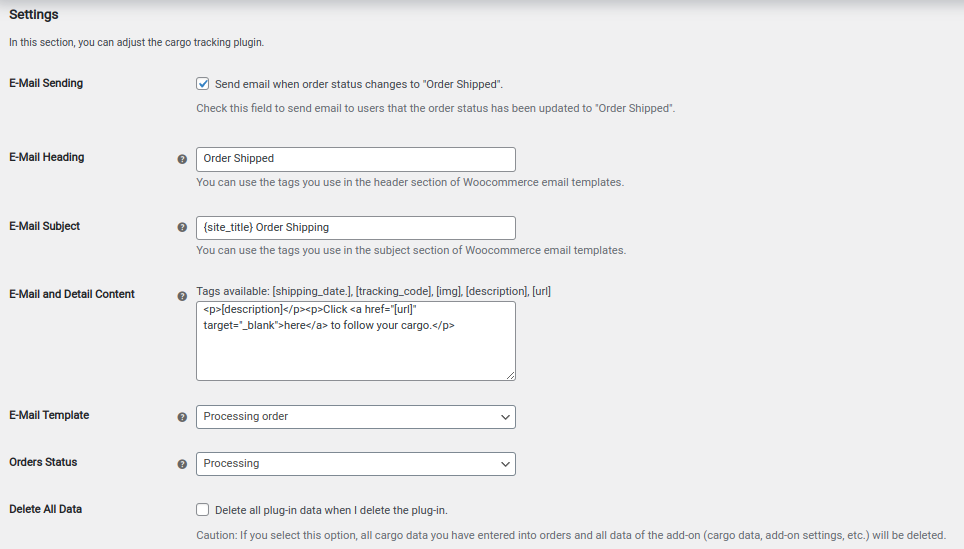 Settings
In this section, you can adjust the cargo tracking plugin.
E-Mail Sending
Send email when order status changes to "Order Shipped".
Check this field to send email to users that the order status has been updated to "Order Shipped".
E-Mail Heading
Order Shipped
You can use the tags you use in the header section of Woocommerce email templates.
E-Mail Subject
{site_title} Order Shipping
You can use the tags you use in the subject section of Woocommerce email templates.
E-Mail and Detail Content
Tags available: [shipping_date.], [tracking_code], [img], [description], [url]
<p>[description]</p><p>Click <a href="[url]"
target="_blank">here</a> to follow your cargo.</p>
E-Mail Template
Processing order
Orders Status
Processing
Delete All Data
Delete all plug-in data when I delete the plug-in.
Caution: If you select this option, all cargo data you have entered into orders and all data of the add-on (cargo data, add-on settings, etc.) will be deleted.